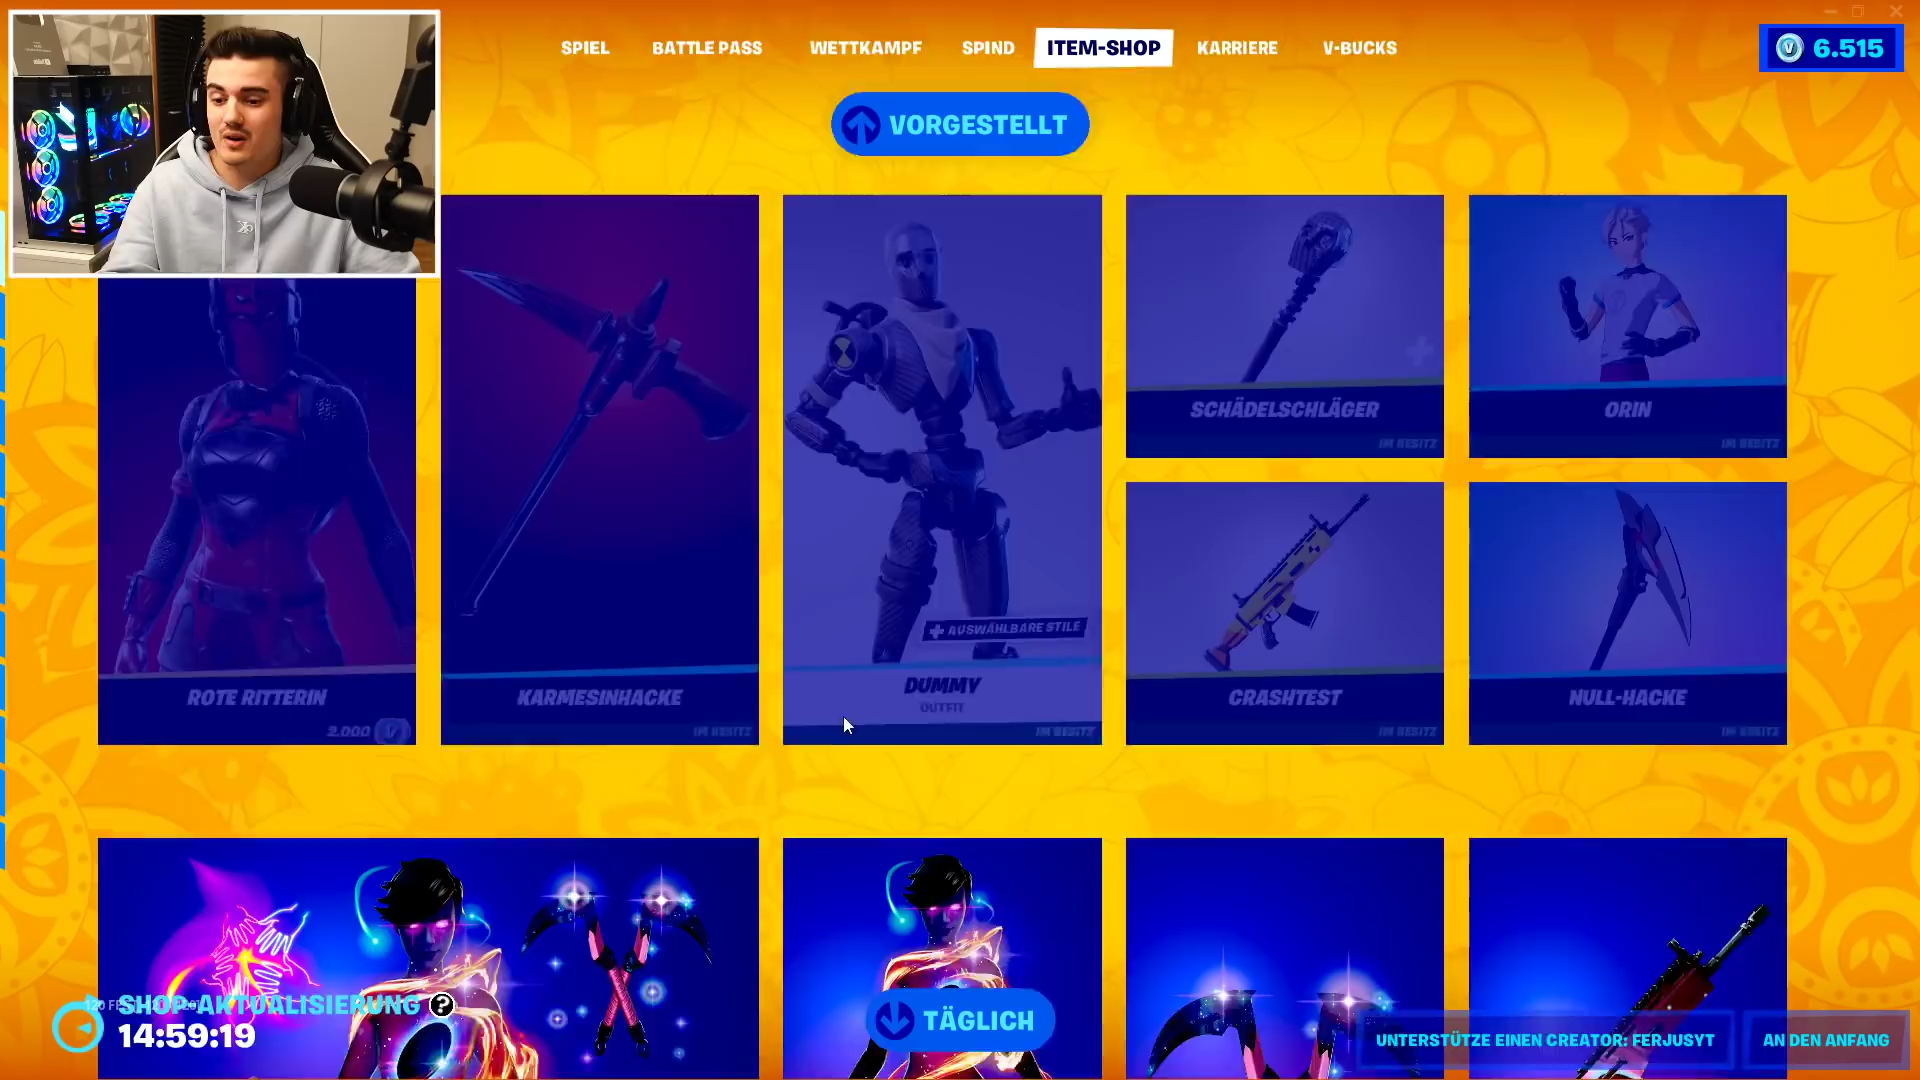 SPIEL BATTLE PASS WETTKAMPF SPIND ITEM-SHOP KARRIERE V-BUCKS
6.515
VORGESTELLT
SCHÄDELSCHLÄGER
IM BESITZ
ORIN
IM BESITZ
+ AUSWÄHLBARE STILE
ROTE RITTERIN
2.000
KARMESINHACKE
IM BESITZ
DUMMY
OUTFIT
IM BESITZ
CRASHTEST
IM BESITZ
NULL-HACKE
IM BESITZ
SHOP-AKTUALISIERUNG ?
14:59:19
TÄGLICH
UNTERSTÜTZE EINEN CREATOR: FERJUSYT
AN DEN ANFANG